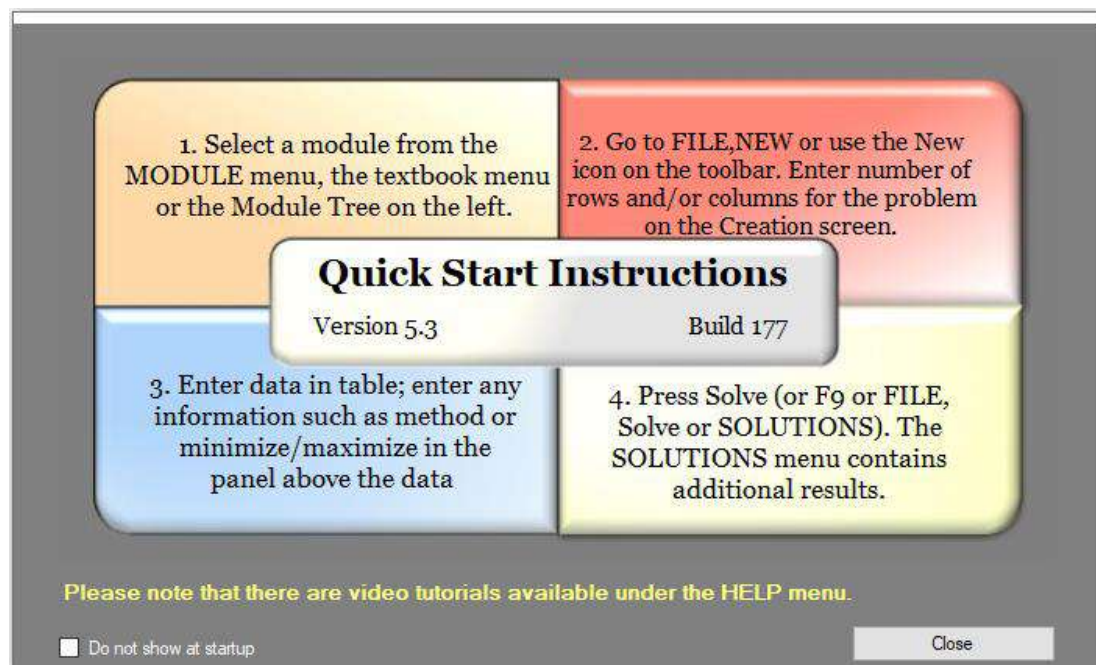 1. Select a module from the
MODULE menu, the textbook menu
or the Module Tree on the left.
2. Go to FILE,NEW or use the New
icon on the toolbar. Enter number of
rows and/or columns for the problem
on the Creation screen.
Quick Start Instructions
Version 5.3 Build 177
3. Enter data in table; enter any
information such as method or
minimize/maximize in the
panel above the data
4. Press Solve (or F9 or FILE,
Solve or SOLUTIONS). The
SOLUTIONS menu contains
additional results.
Please note that there are video tutorials available under the HELP menu.
Do not show at startup
Close